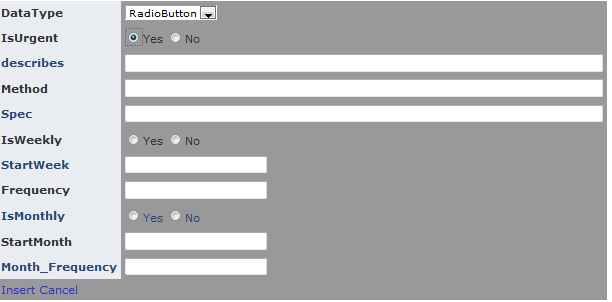 DataType RadioButton
IsUrgent Yes No
describes
Method
Spec
IsWeekly Yes No
StartWeek
Frequency
IsMonthly Yes No
StartMonth
Month_Frequency
Insert Cancel